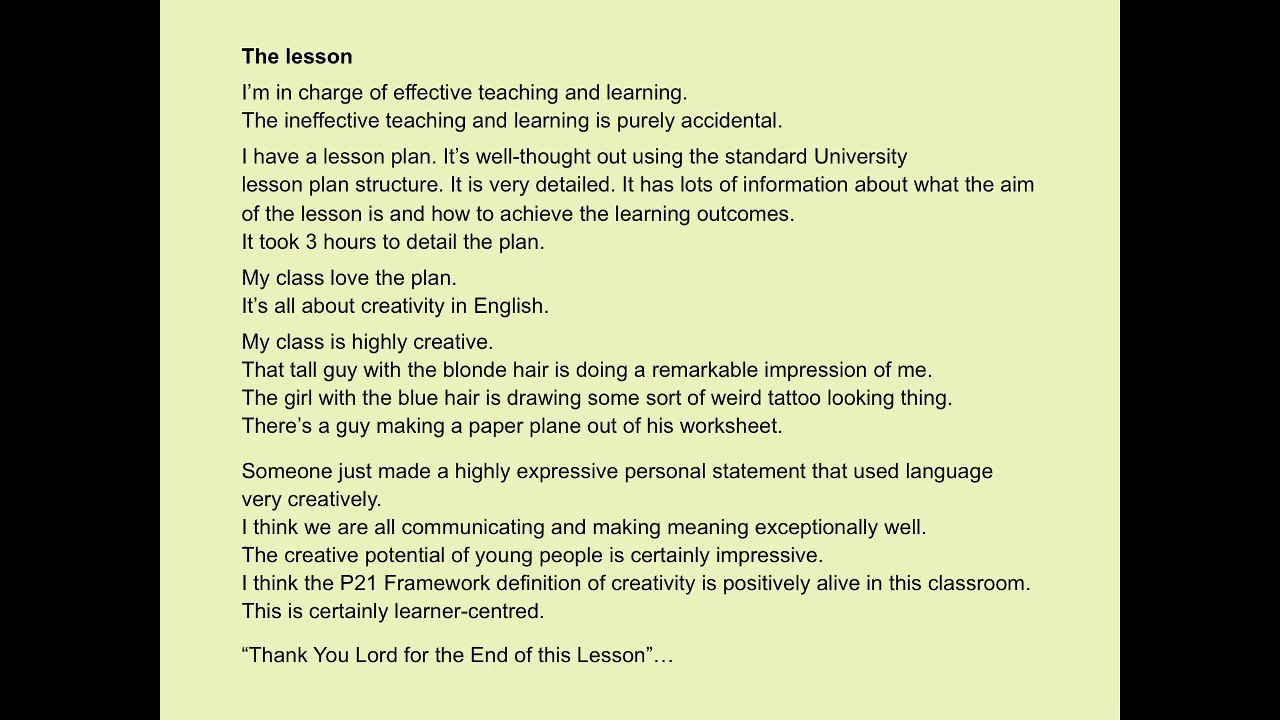 The lesson
I’m in charge of effective teaching and learning.
The ineffective teaching and learning is purely accidental.
I have a lesson plan. It’s well-thought out using the standard University
lesson plan structure. It is very detailed. It has lots of information about what the aim
of the lesson is and how to achieve the learning outcomes.
It took 3 hours to detail the plan.
My class love the plan.
It’s all about creativity in English.
My class is highly creative.
That tall guy with the blonde hair is doing a remarkable impression of me.
The girl with the blue hair is drawing some sort of weird tattoo looking thing.
There’s a guy making a paper plane out of his worksheet.
Someone just made a highly expressive personal statement that used language
very creatively.
I think we are all communicating and making meaning exceptionally well.
The creative potential of young people is certainly impressive.
I think the P21 Framework definition of creativity is positively alive in this classroom.
This is certainly learner-centred.
“Thank You Lord for the End of this Lesson”…